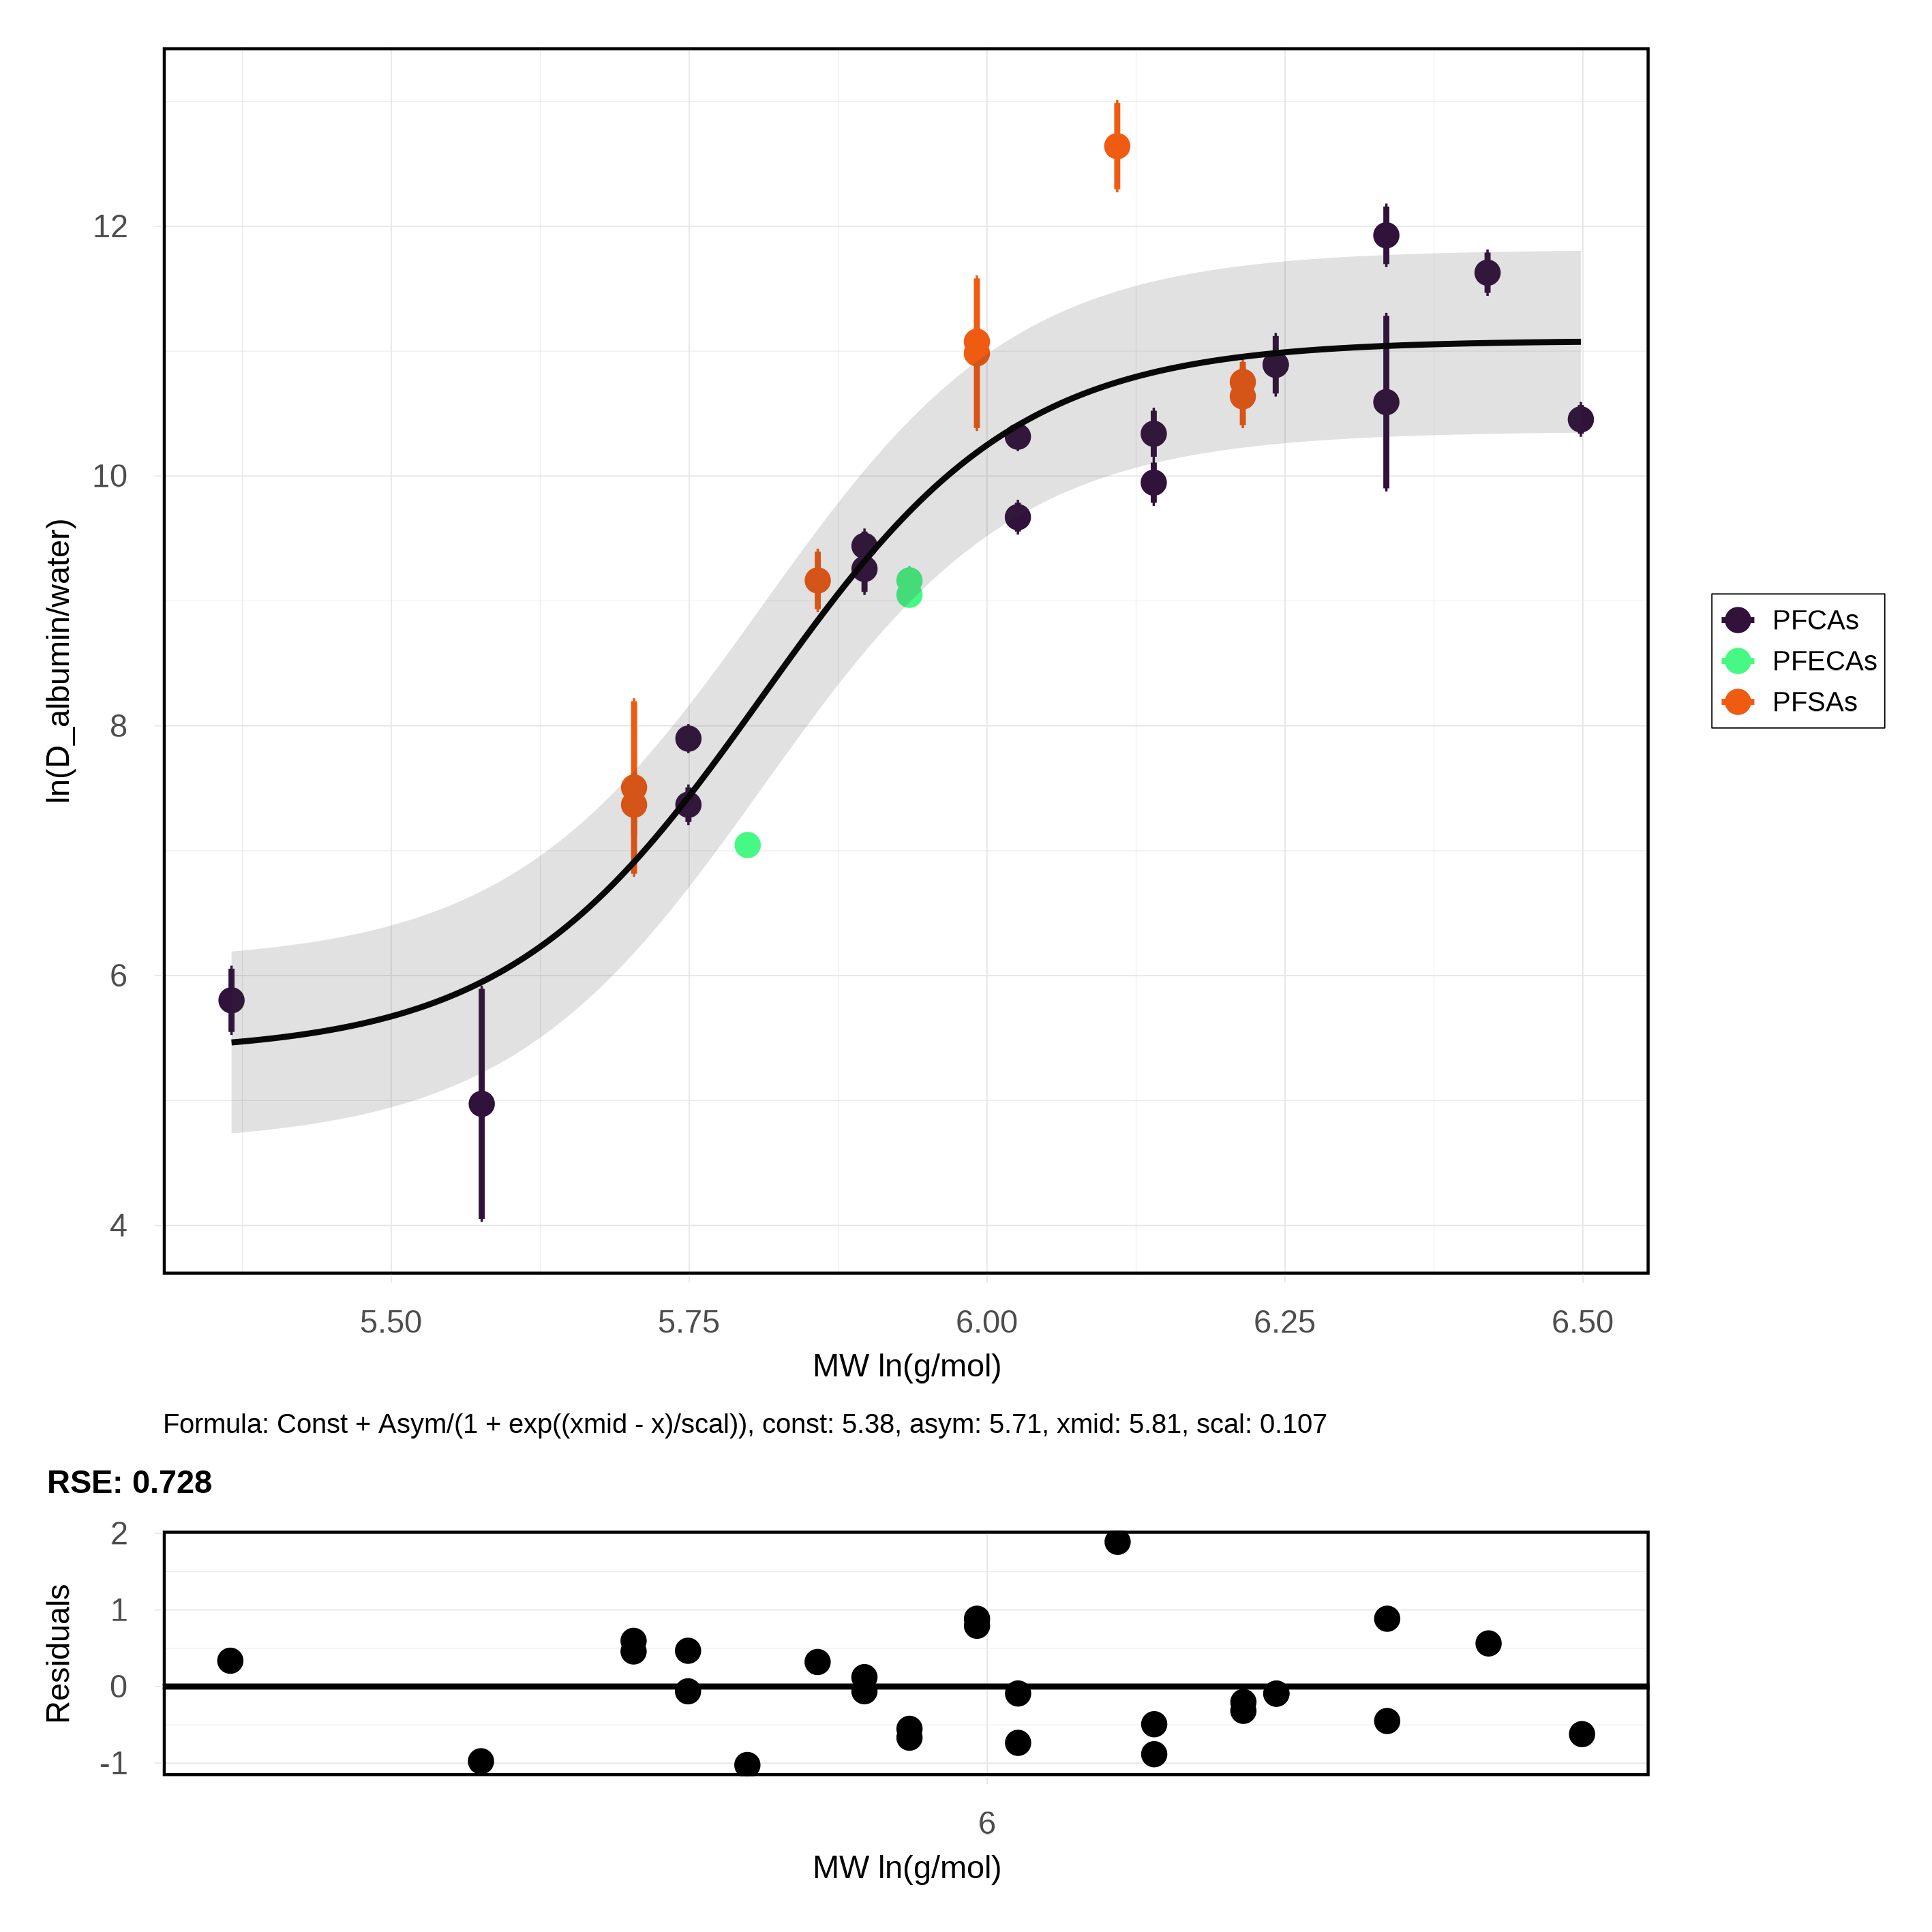 12
10
8
6
4
ln(D_albumin/water)
5.50 5.75 6.00 6.25 6.50
MW ln(g/mol)
PFCAs
PFECAs
PFSAs
Formula: Const + Asym/(1 + exp((xmid - x)/scal)), const: 5.38, asym: 5.71, xmid: 5.81, scal: 0.107
RSE: 0.728
2
1
0
-1
Residuals
6
MW ln(g/mol)